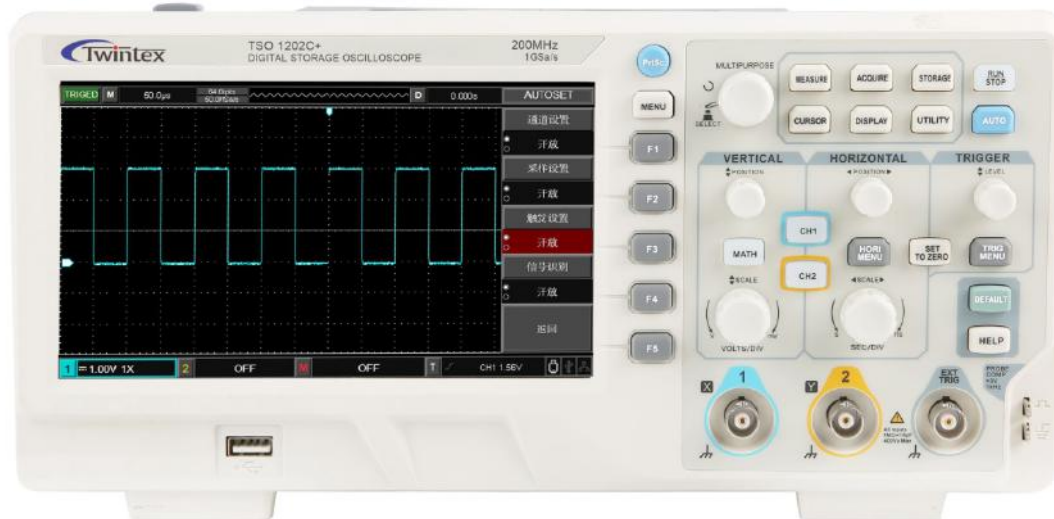 Twintex
TSO 1202C+
DIGITAL STORAGE OSCILLOSCOPE
200MHz
1GSa/s
TRIGED M 50.0μs D 0.000s AUTOSET
通道设置
开放
采样设置
开放
触发设置
开放
信号识别
开放
返回
1 1.00V 1X 2 OFF M OFF T CH1 1.56V
PrtSc
MENU
F1
F2
F3
F4
F5
MULTIPURPOSE
SELECT
MEASURE
ACQUIRE
STORAGE
RUN
STOP
CURSOR
DISPLAY
UTILITY
AUTO
VERTICAL
HORIZONTAL
TRIGGER
POSITION
POSITION
LEVEL
CH1
MATH
HORI
MENU
SET
TO ZERO
TRIG
MENU
CH2
SCALE
SCALE
DEFAULT
HELP
VOLTS/DIV
SEC/DIV
X 1
Y 2
EXT
TRIG
PROBE
COMP